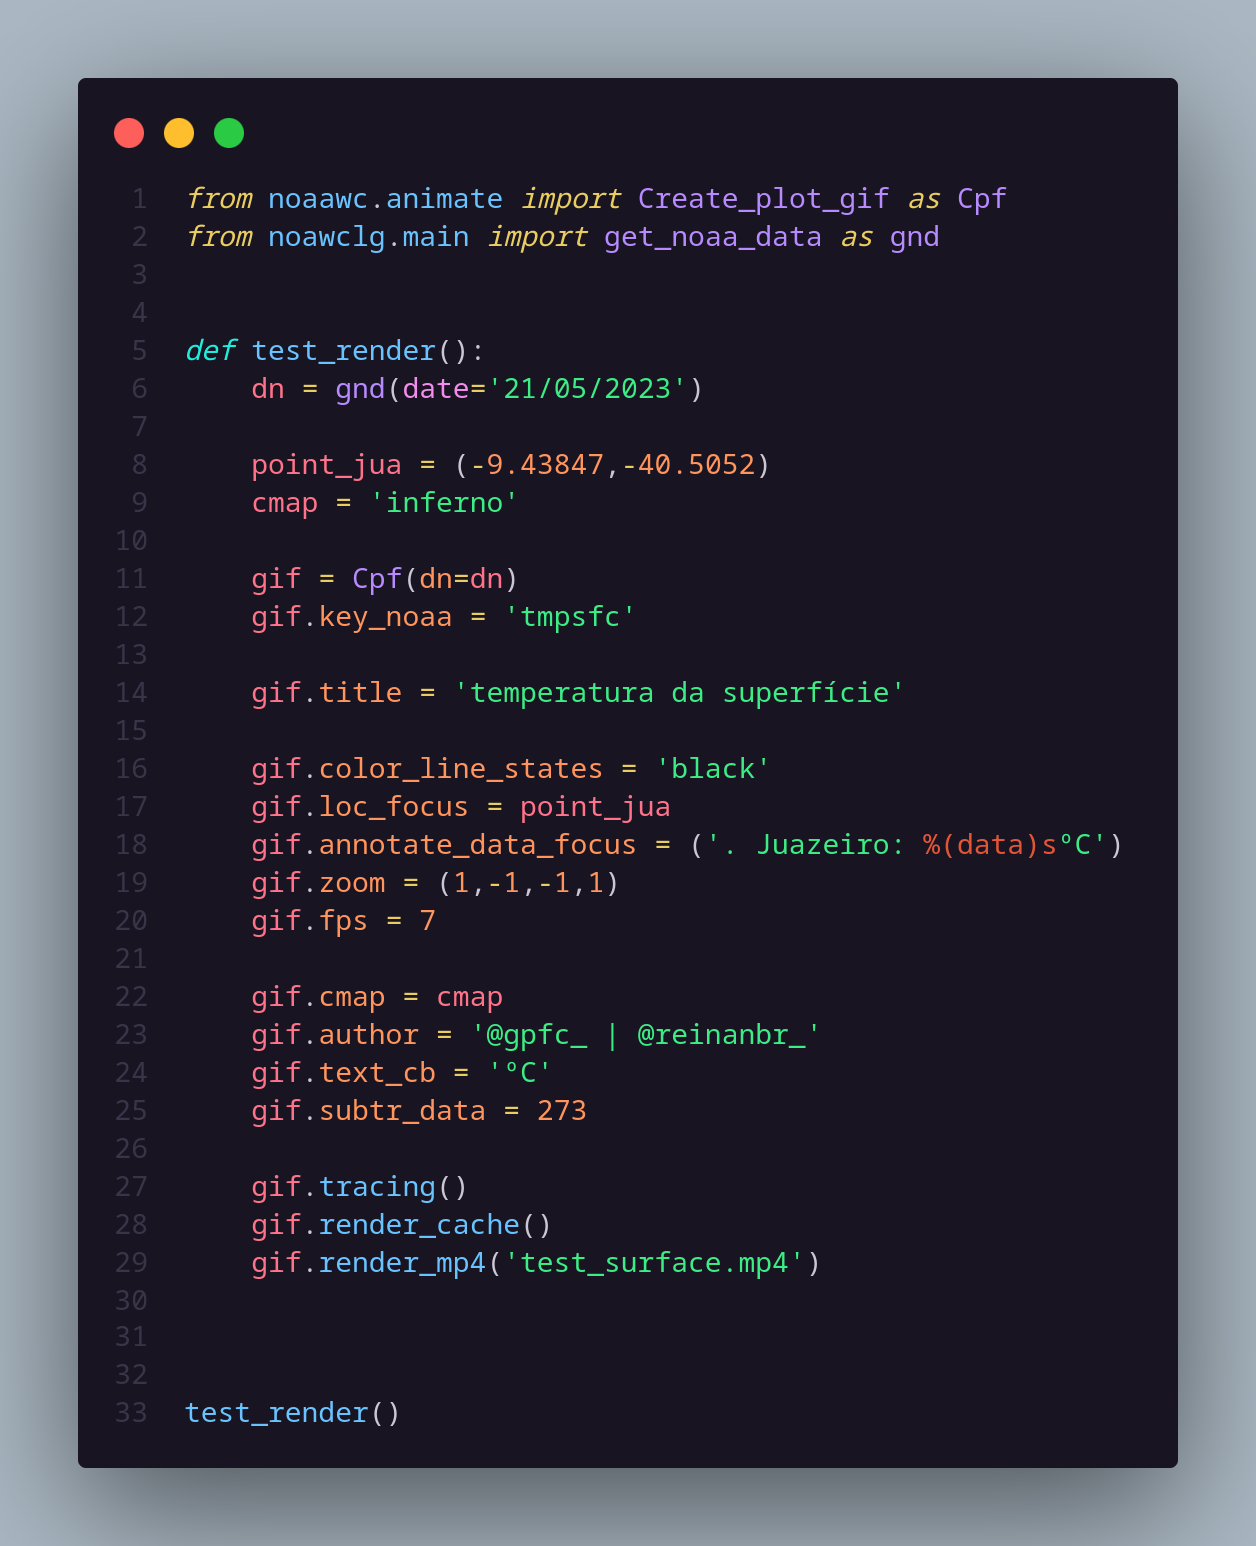 1 from noaawc.animate import Create_plot_gif as Cpf
2 from noawclg.main import get_noaa_data as gnd
3
4
5 def test_render():
6     dn = gnd(date='21/05/2023')
7
8     point_jua = (-9.43847,-40.5052)
9     cmap = 'inferno'
10
11     gif = Cpf(dn=dn)
12     gif.key_noaa = 'tmpsfc'
13
14     gif.title = 'temperatura da superfície'
15
16     gif.color_line_states = 'black'
17     gif.loc_focus = point_jua
18     gif.annotate_data_focus = ('. Juazeiro: %(data)sºC')
19     gif.zoom = (1,-1,-1,1)
20     gif.fps = 7
21
22     gif.cmap = cmap
23     gif.author = '@gpfc_ | @reinanbr_'
24     gif.text_cb = 'ºC'
25     gif.subtr_data = 273
26
27     gif.tracing()
28     gif.render_cache()
29     gif.render_mp4('test_surface.mp4')
30
31
32
33 test_render()